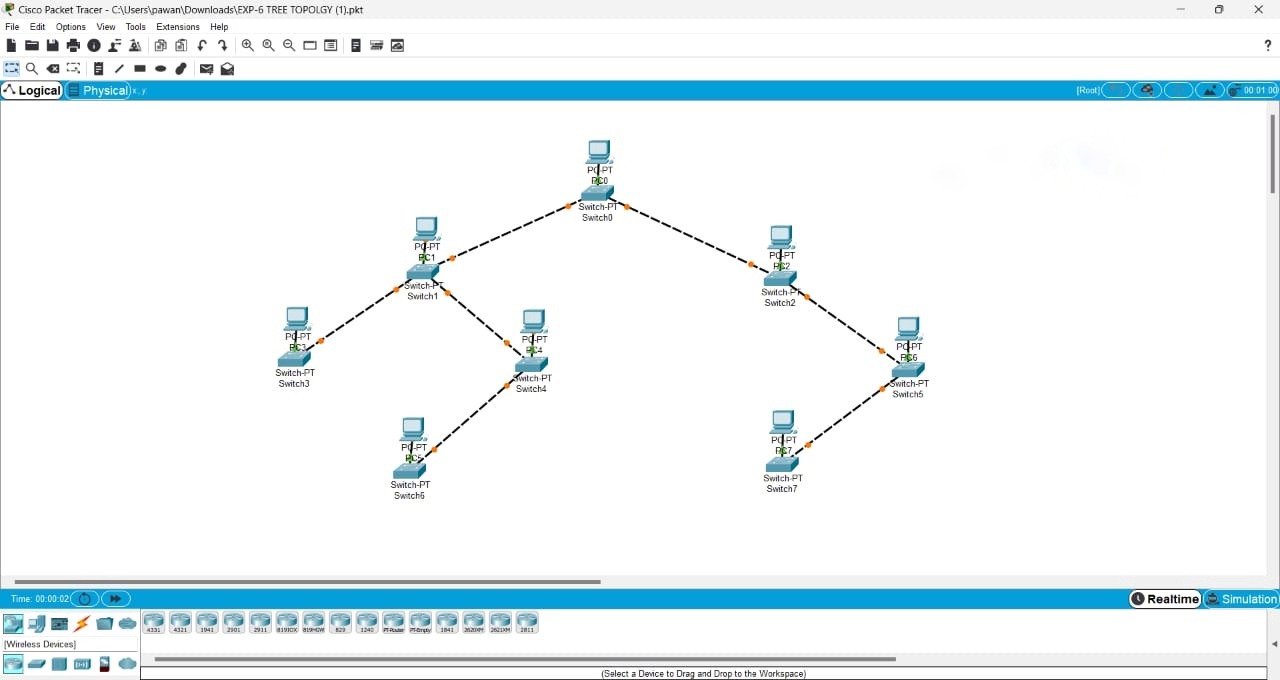 Cisco Packet Tracer - C:\Users\pawan\Downloads\EXP-6 TREE TOPOLGY (1).pkt
File Edit Options View Tools Extensions Help
?
Logical Physical x, y [Root] 00:01:00
PC-PT
PC0
Switch-PT
Switch0
PC-PT
PC1
Switch-PT
Switch1
PC-PT
PC2
Switch-PT
Switch2
PC-PT
PC3
Switch-PT
Switch3
PC-PT
PC4
Switch-PT
Switch4
PC-PT
PC6
Switch-PT
Switch5
PC-PT
PC5
Switch-PT
Switch6
PC-PT
PC7
Switch-PT
Switch7
Time: 00:00:02 Realtime Simulation
4331 4321 1941 2901 2911 819IOX 819HGW 829 1240 PT-Router PT-Empty 1841 2620XM 2621XM 2811
[Wireless Devices]
(Select a Device to Drag and Drop to the Workspace)